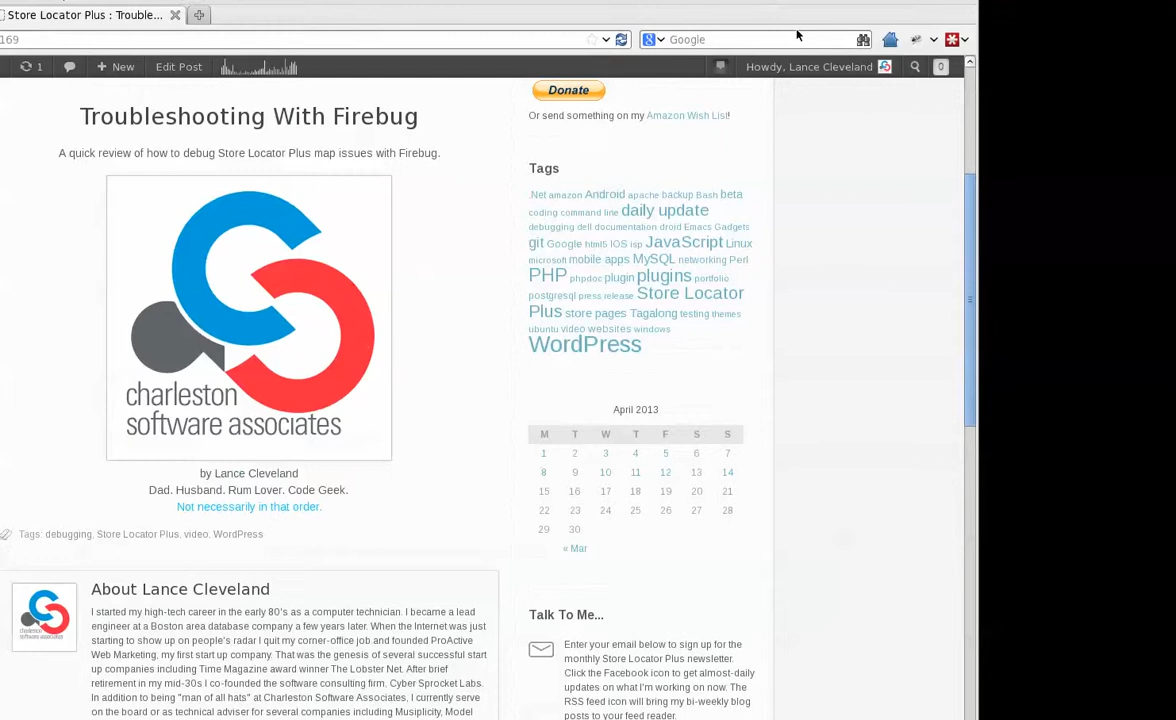 Store Locator Plus : Trouble...
169
Google
1
New
Edit Post
Howdy, Lance Cleveland
0
Troubleshooting With Firebug
A quick review of how to debug Store Locator Plus map issues with Firebug.
charleston
software associates
by Lance Cleveland
Dad. Husband. Rum Lover. Code Geek.
Not necessarily in that order.
Tags: debugging, Store Locator Plus, video, WordPress
About Lance Cleveland
charleston
software associates
I started my high-tech career in the early 80's as a computer technician. I became a lead
engineer at a Boston area database company a few years later. When the Internet was just
starting to show up on people's radar I quit my corner-office job and founded ProActive
Web Marketing, my first start up company. That was the genesis of several successful start
up companies including Time Magazine award winner The Lobster Net. After brief
retirement in my mid-30s I co-founded the software consulting firm, Cyber Sprocket Labs.
In addition to being "man of all hats" at Charleston Software Associates, I currently serve
on the board or as technical adviser for several companies including Musiplicity, Model
Donate
Or send something on my Amazon Wish List!
Tags
.Net amazon Android apache backup Bash beta
coding command line daily update
debugging dell documentation droid Emacs Gadgets
git Google html5 IOS isp JavaScript Linux
microsoft mobile apps MySQL networking Perl
PHP phpdoc plugin plugins portfolio
postgresql press release Store Locator
Plus store pages Tagalong testing themes
ubuntu video websites windows
WordPress
April 2013
M T W T F S S
1 2 3 4 5 6 7
8 9 10 11 12 13 14
15 16 17 18 19 20 21
22 23 24 25 26 27 28
29 30
« Mar
Talk To Me...
Enter your email below to sign up for the
monthly Store Locator Plus newsletter.
Click the Facebook icon to get almost-daily
updates on what I'm working on now. The
RSS feed icon will bring my bi-weekly blog
posts to your feed reader.